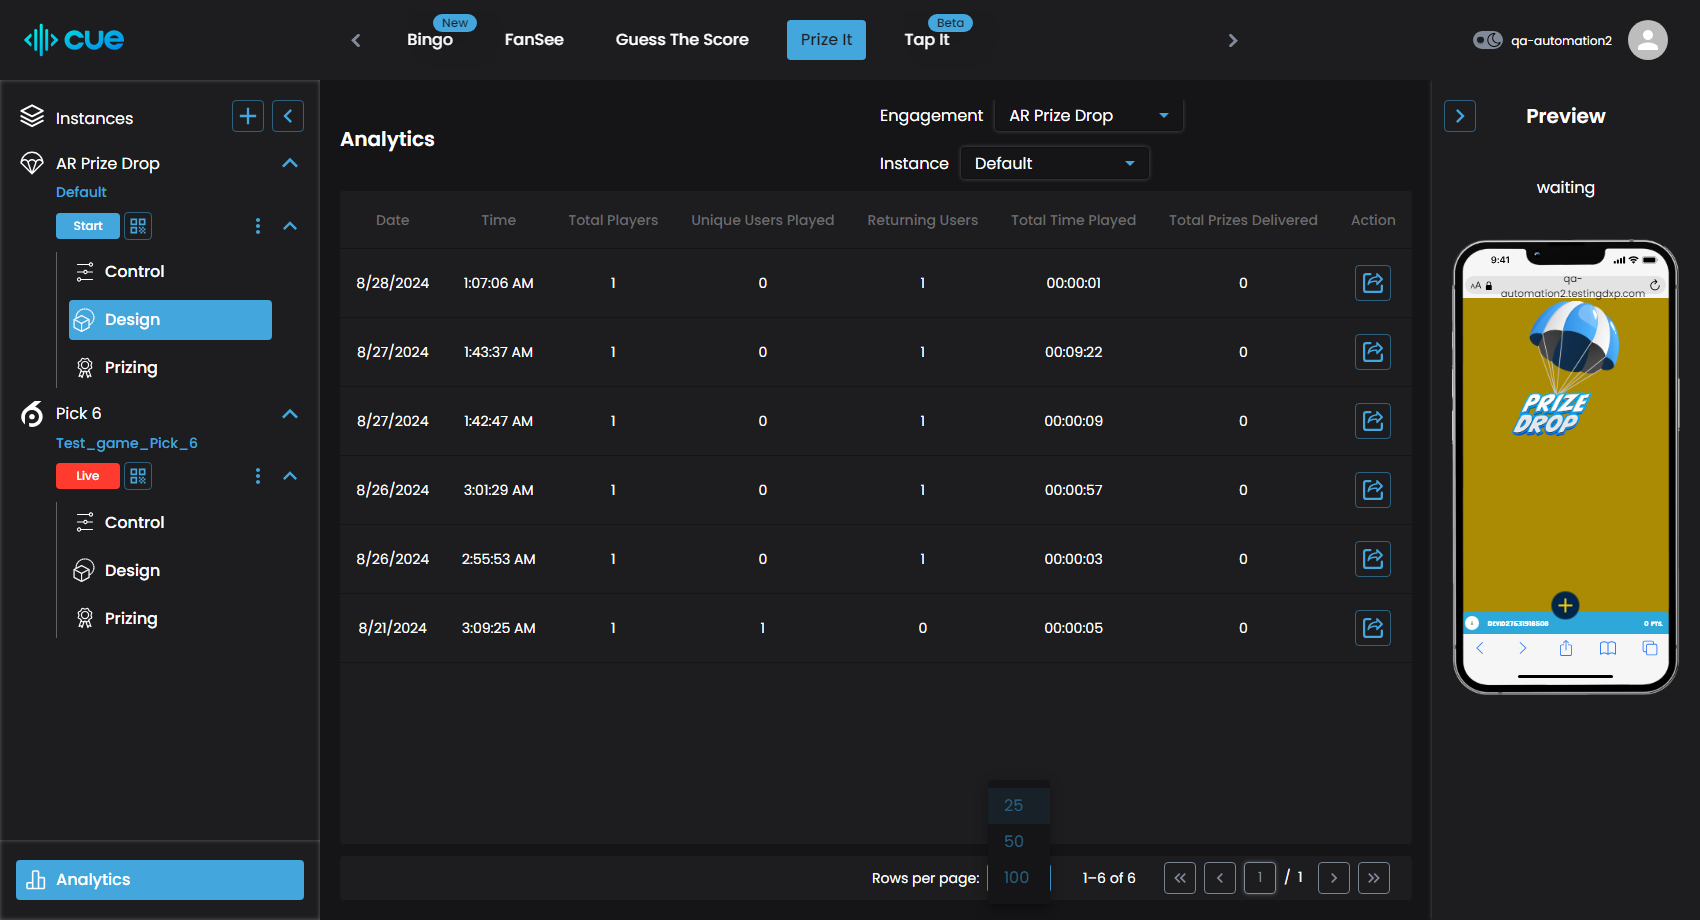 cue
Bingo
New
FanSee
Guess The Score
Prize It
Tap It
Beta
qa-automation2
Instances
AR Prize Drop
Default
Start
Control
Design
Prizing
Pick 6
Test_game_Pick_6
Live
Control
Design
Prizing
Analytics
Analytics
Engagement AR Prize Drop
Instance Default
Date Time Total Players Unique Users Played Returning Users Total Time Played Total Prizes Delivered Action
8/28/2024 1:07:06 AM 1 0 1 00:00:01 0
8/27/2024 1:43:37 AM 1 0 1 00:09:22 0
8/27/2024 1:42:47 AM 1 0 1 00:00:09 0
8/26/2024 3:01:29 AM 1 0 1 00:00:57 0
8/26/2024 2:55:53 AM 1 0 1 00:00:03 0
8/21/2024 3:09:25 AM 1 1 0 00:00:05 0
25
50
100
Rows per page: 1–6 of 6 1 / 1
Preview
waiting
9:41
AA
qa-
automation2.testingdxp.com
PRIZE
DROP
0 PTS.